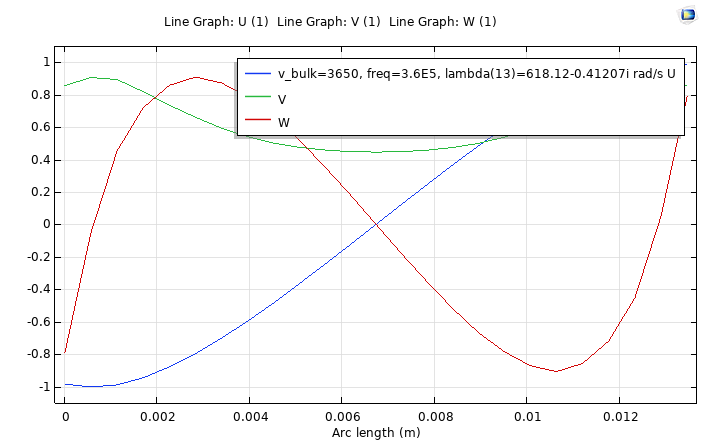 Line Graph: U (1)  Line Graph: V (1)  Line Graph: W (1)
v_bulk=3650, freq=3.6E5, lambda(13)=618.12-0.41207i rad/s U
V
W
1
0.8
0.6
0.4
0.2
0
-0.2
-0.4
-0.6
-0.8
-1
0 0.002 0.004 0.006 0.008 0.01 0.012
Arc length (m)